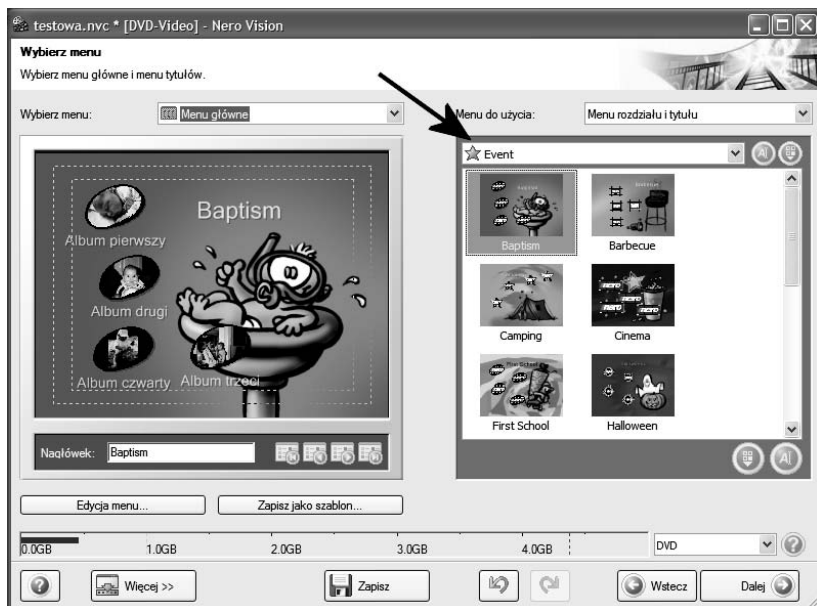 testowa.nvc * [DVD-Video] - Nero Vision
Wybierz menu
Wybierz menu główne i menu tytułów.
Wybierz menu:
Menu główne
Menu do użycia:
Menu rozdziału i tytułu
Event
Baptism
Album pierwszy
Album drugi
Album czwarty
Album trzeci
Baptism
Barbecue
Camping
Cinema
First School
Halloween
Nagłówek:
Baptism
Edycja menu...
Zapisz jako szablon...
0.0GB
1.0GB
2.0GB
3.0GB
4.0GB
DVD
Więcej >>
Zapisz
Wstecz
Dalej